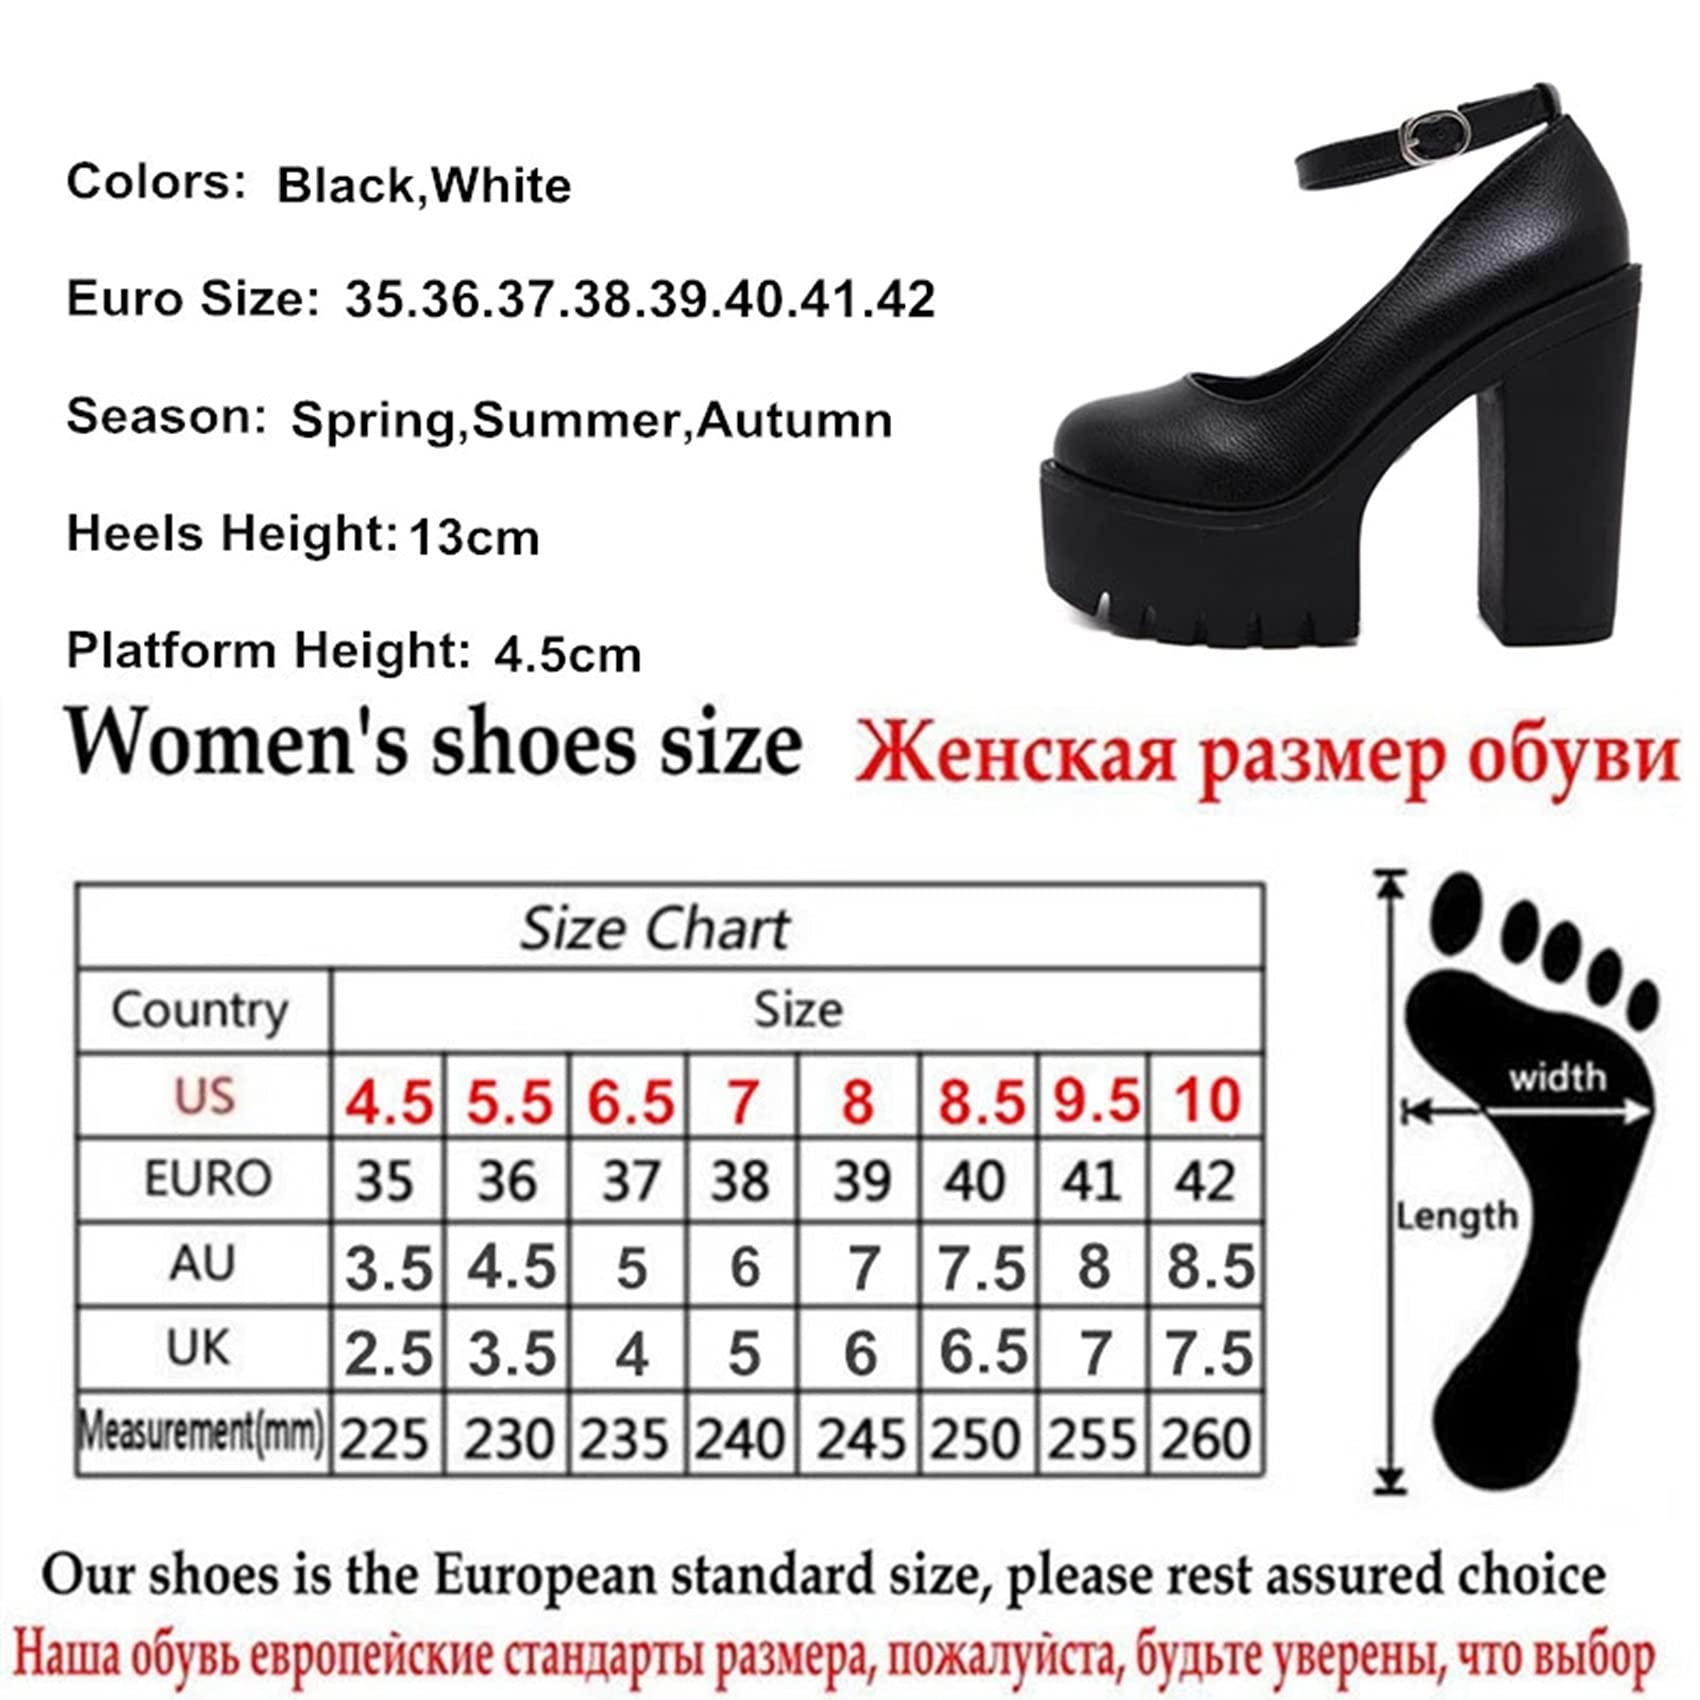 Colors: Black,White
Euro Size: 35.36.37.38.39.40.41.42
Season: Spring,Summer,Autumn
Heels Height: 13cm
Platform Height: 4.5cm
Women's shoes size Женская размер обуви
Size Chart
Country Size
US 4.5 5.5 6.5 7 8 8.5 9.5 10
EURO 35 36 37 38 39 40 41 42
AU 3.5 4.5 5 6 7 7.5 8 8.5
UK 2.5 3.5 4 5 6 6.5 7 7.5
Measurement(mm) 225 230 235 240 245 250 255 260
width
Length
Our shoes is the European standard size, please rest assured choice
Наша обувь европейские стандарты размера, пожалуйста, будьте уверены, что выбор